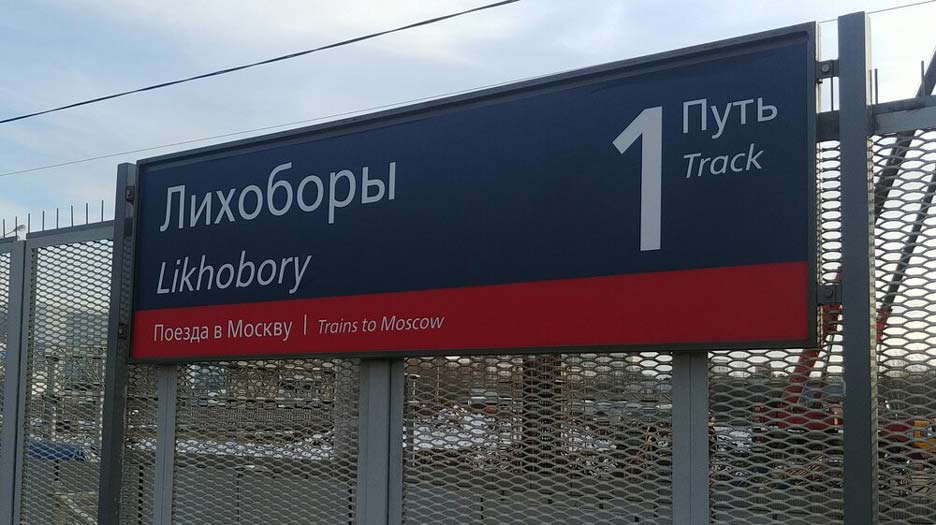 Лихоборы
Likhobory
1 Путь
Track
Поезда в Москву | Trains to Moscow